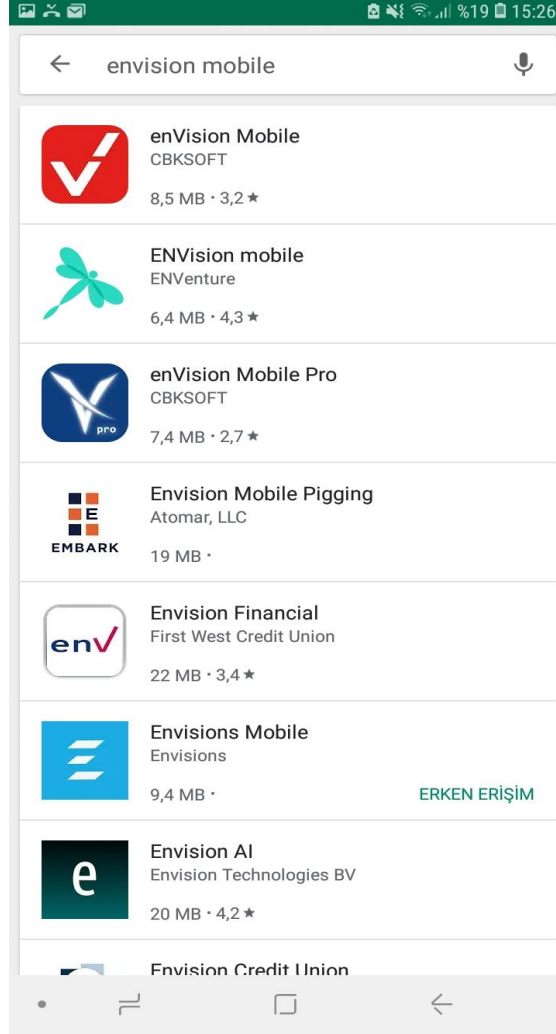 %19 15:26
envision mobile
enVision Mobile
CBKSOFT
8,5 MB · 3,2 ★
ENVision mobile
ENVenture
6,4 MB · 4,3 ★
pro
enVision Mobile Pro
CBKSOFT
7,4 MB · 2,7 ★
E
EMBARK
Envision Mobile Pigging
Atomar, LLC
19 MB ·
env
Envision Financial
First West Credit Union
22 MB · 3,4 ★
Envisions Mobile
Envisions
9,4 MB ·
ERKEN ERİŞİM
e
Envision AI
Envision Technologies BV
20 MB · 4,2 ★
Envision Credit Union